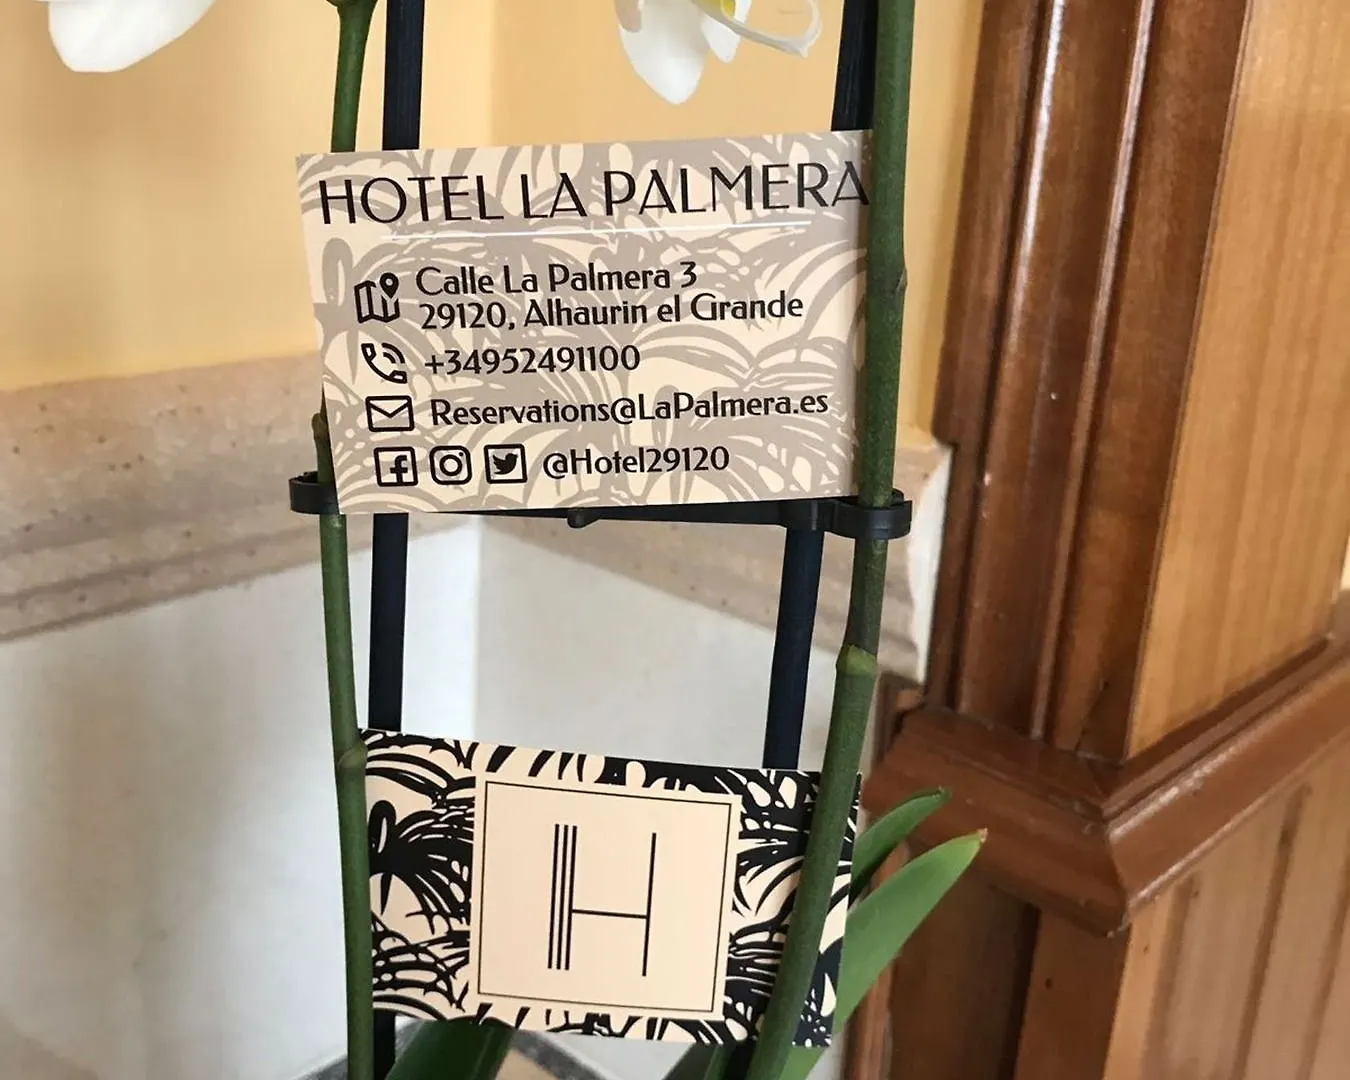 HOTEL LA PALMERA
Calle La Palmera 3
29120, Alhaurin el Grande
+34952491100
Reservations@LaPalmera.es
@Hotel29120
H